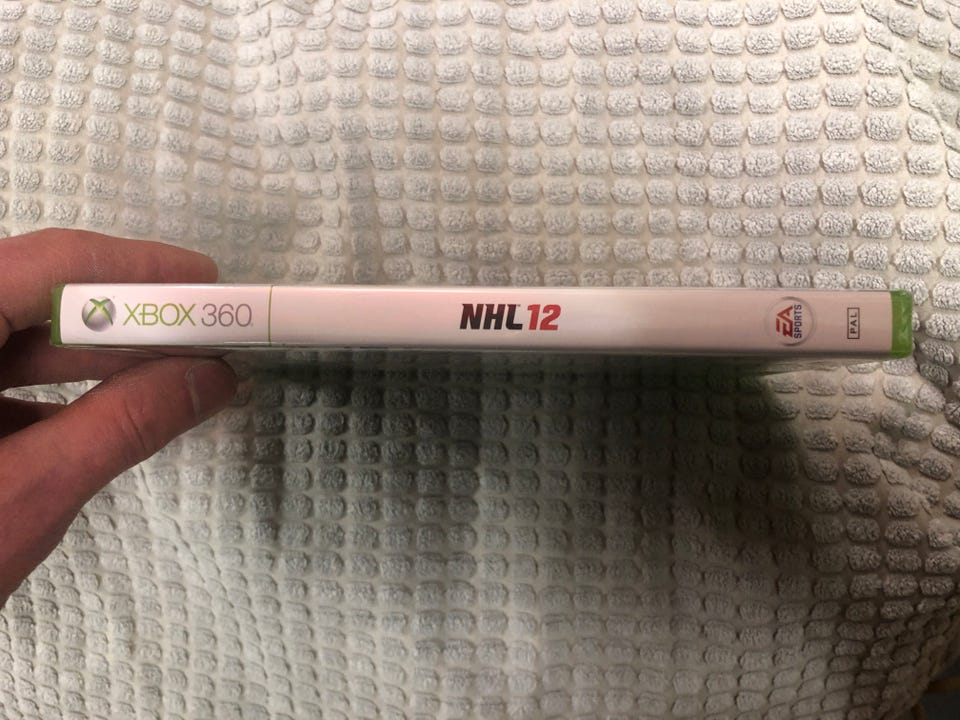 XBOX 360
NHL 12
EA
SPORTS
PAL